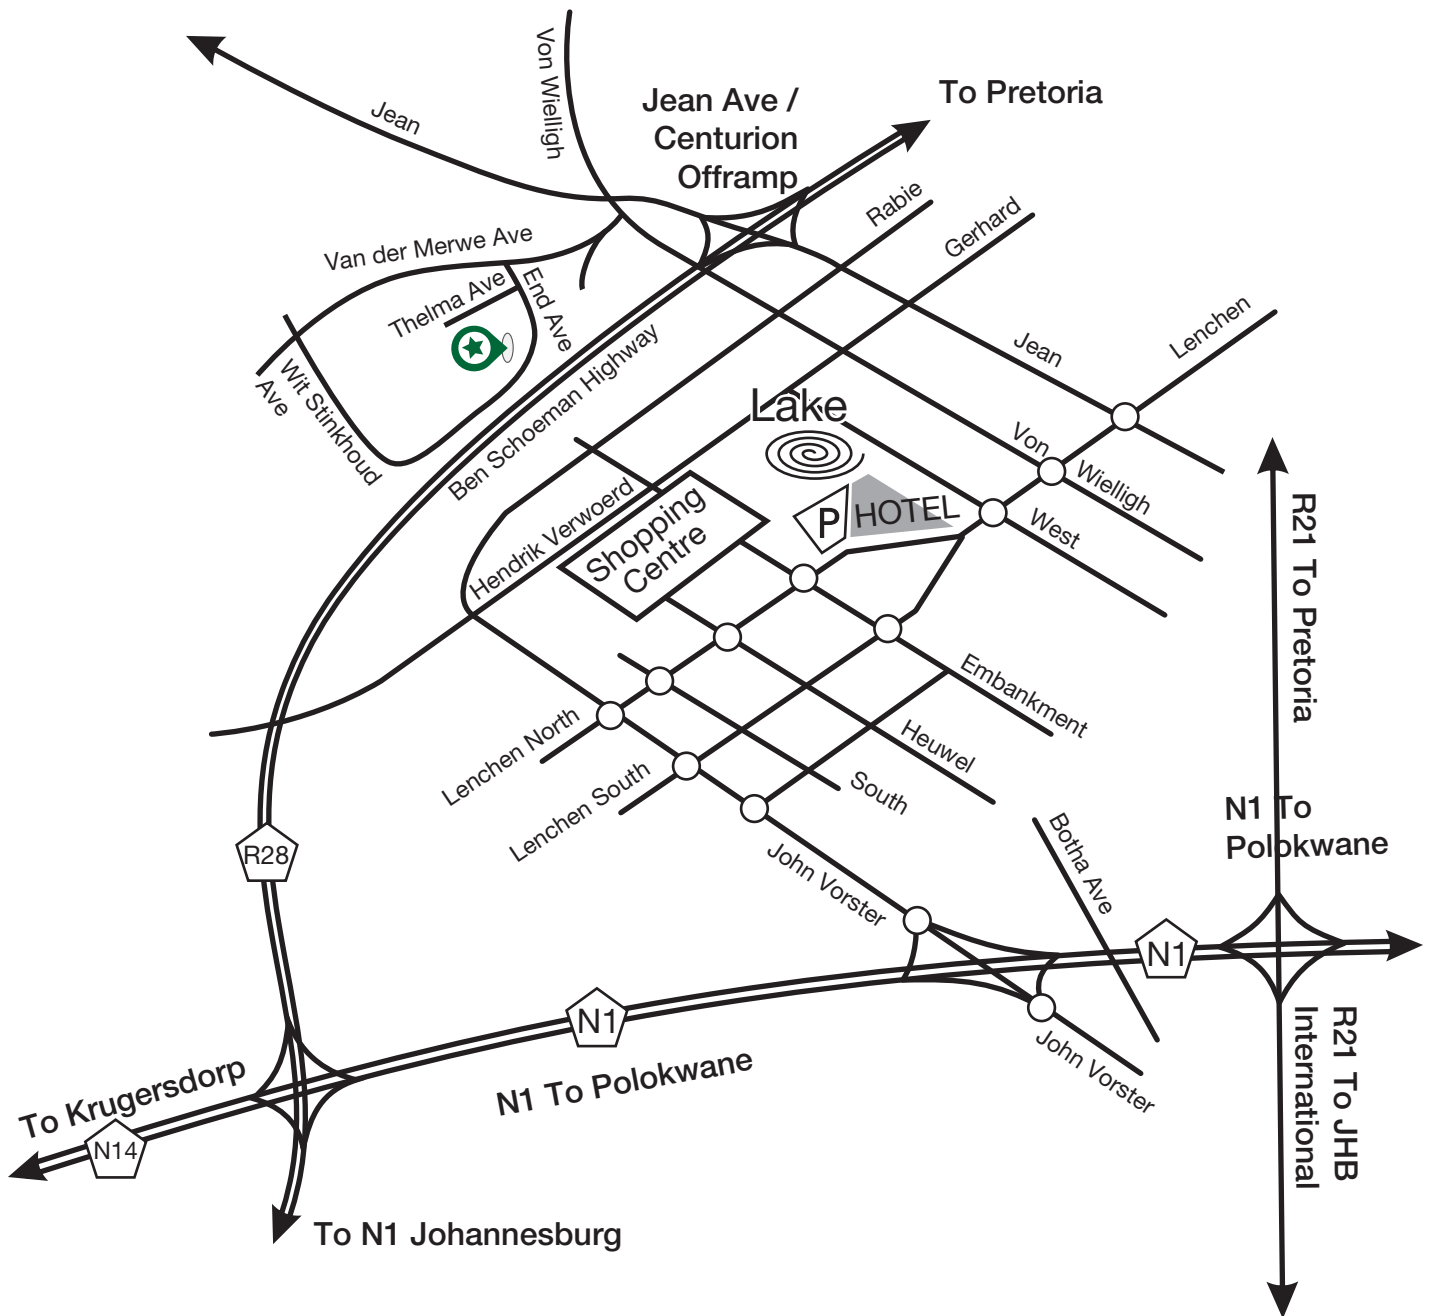 Von Wielligh
Jean
Jean Ave /
Centurion
Offramp
To Pretoria
Rabie
Gerhard
Van der Merwe Ave
Thelma Ave
End Ave
Ave
Wit Stinkhoud
Ben Schoeman Highway
Jean
Lenchen
Lake
Von
Wielligh
Hendrik Verwoerd
Shopping
Centre
P
HOTEL
West
R21 To Pretoria
Embankment
Lenchen North
Heuwel
Lenchen South
South
N1 To
Polokwane
R28
John Vorster
Botha Ave
N1
N1
R21 To JHB
International
To Krugersdorp
N14
N1 To Polokwane
John Vorster
To N1 Johannesburg